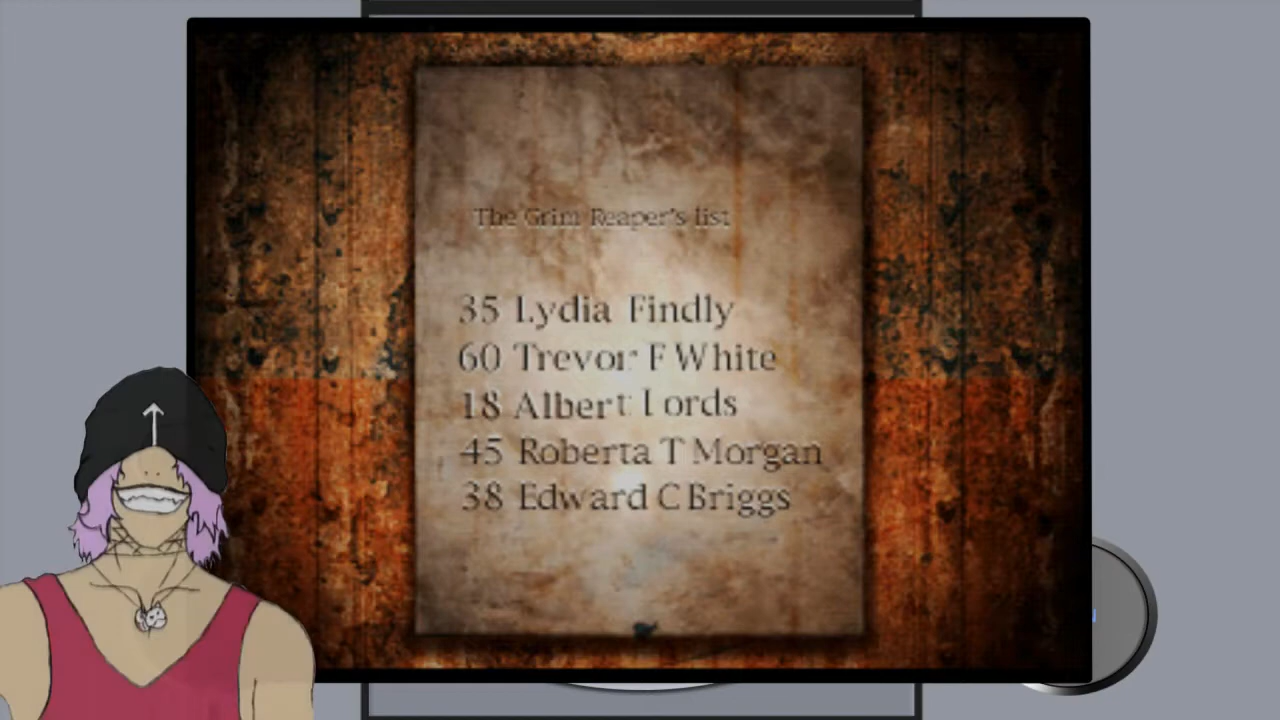 The Grim Reaper's list
35 Lydia Findly
60 Trevor F White
18 Albert Lords
45 Roberta T Morgan
38 Edward C Briggs